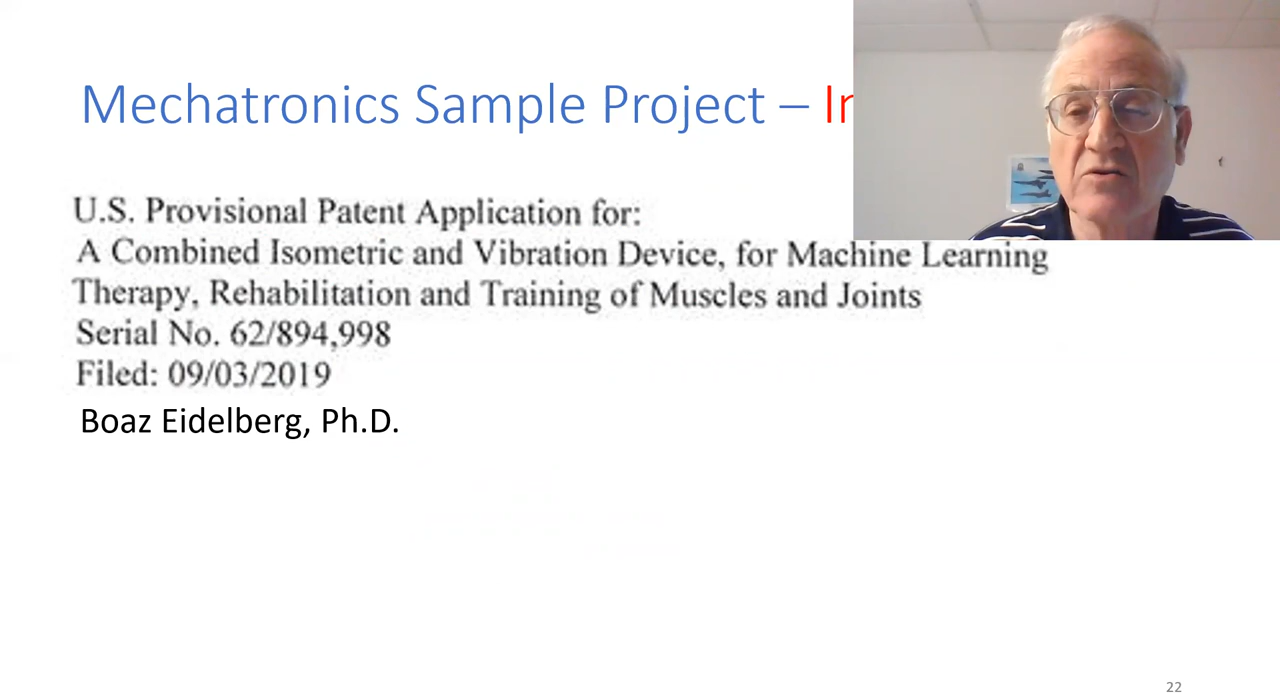 Mechatronics Sample Project –
U.S. Provisional Patent Application for:
A Combined Isometric and Vibration Device, for Machine Learning
Therapy, Rehabilitation and Training of Muscles and Joints
Serial No. 62/894,998
Filed: 09/03/2019
Boaz Eidelberg, Ph.D.
22